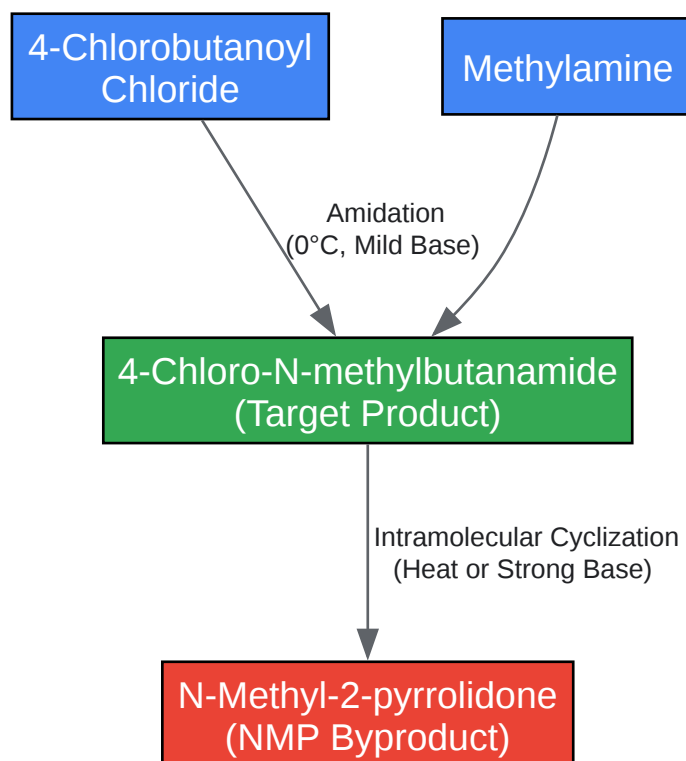 4-Chlorobutanoyl
Chloride
Methylamine
Amidation
(0°C, Mild Base)
4-Chloro-N-methylbutanamide
(Target Product)
Intramolecular Cyclization
(Heat or Strong Base)
N-Methyl-2-pyrrolidone
(NMP Byproduct)